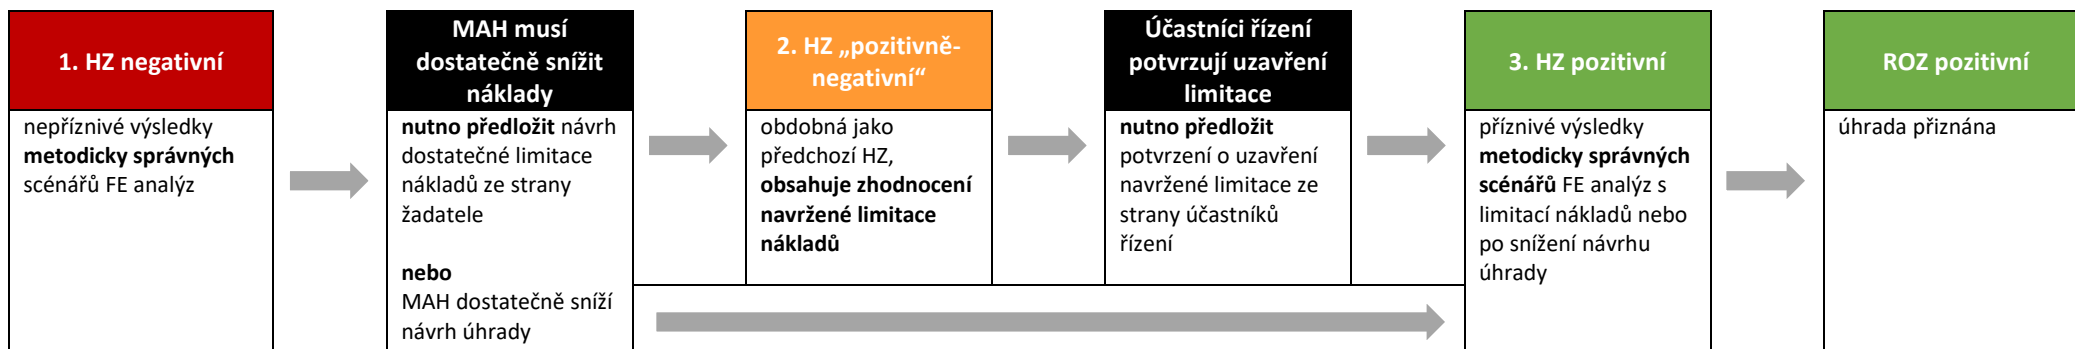 1. HZ negativní
nepříznivé výsledky
metodicky správných
scénářů FE analýz
MAH musí
dostatečně snížit
náklady
nutno předložit návrh
dostatečné limitace
nákladů ze strany
žadatele
nebo
MAH dostatečně sníží
návrh úhrady
2. HZ „pozitivně-
negativní“
obdobná jako
předchozí HZ,
obsahuje zhodnocení
navržené limitace
nákladů
Účastníci řízení
potvrzují uzavření
limitace
nutno předložit
potvrzení o uzavření
navržené limitace ze
strany účastníků
řízení
3. HZ pozitivní
příznivé výsledky
metodicky správných
scénářů FE analýz s
limitací nákladů nebo
po snížení návrhu
úhrady
ROZ pozitivní
úhrada přiznána